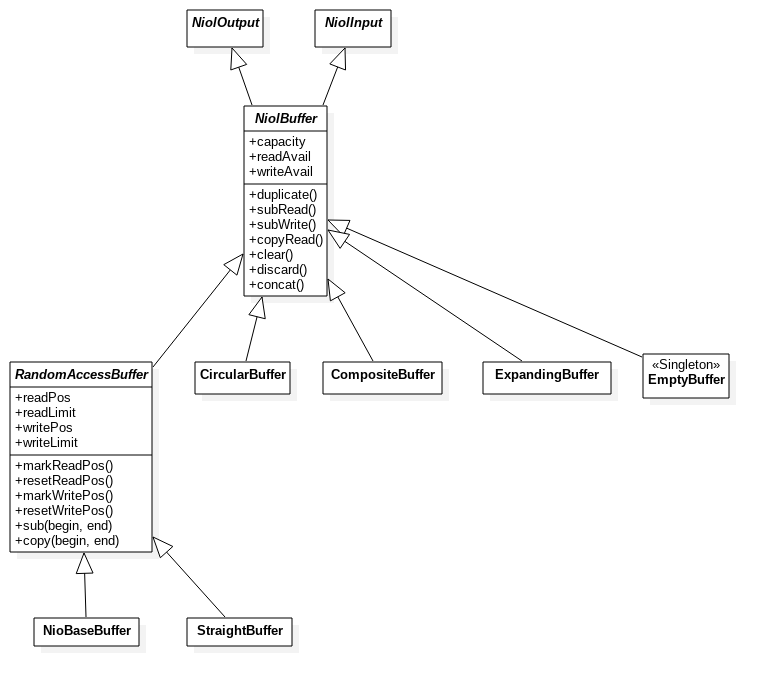 NiolOutput
NiolInput
NiolBuffer
+capacity
+readAvail
+writeAvail
+duplicate()
+subRead()
+subWrite()
+copyRead()
+clear()
+discard()
+concat()
RandomAccessBuffer
+readPos
+readLimit
+writePos
+writeLimit
+markReadPos()
+resetReadPos()
+markWritePos()
+resetWritePos()
+sub(begin, end)
+copy(begin, end)
CircularBuffer
CompositeBuffer
ExpandingBuffer
«Singleton»
EmptyBuffer
NioBaseBuffer
StraightBuffer